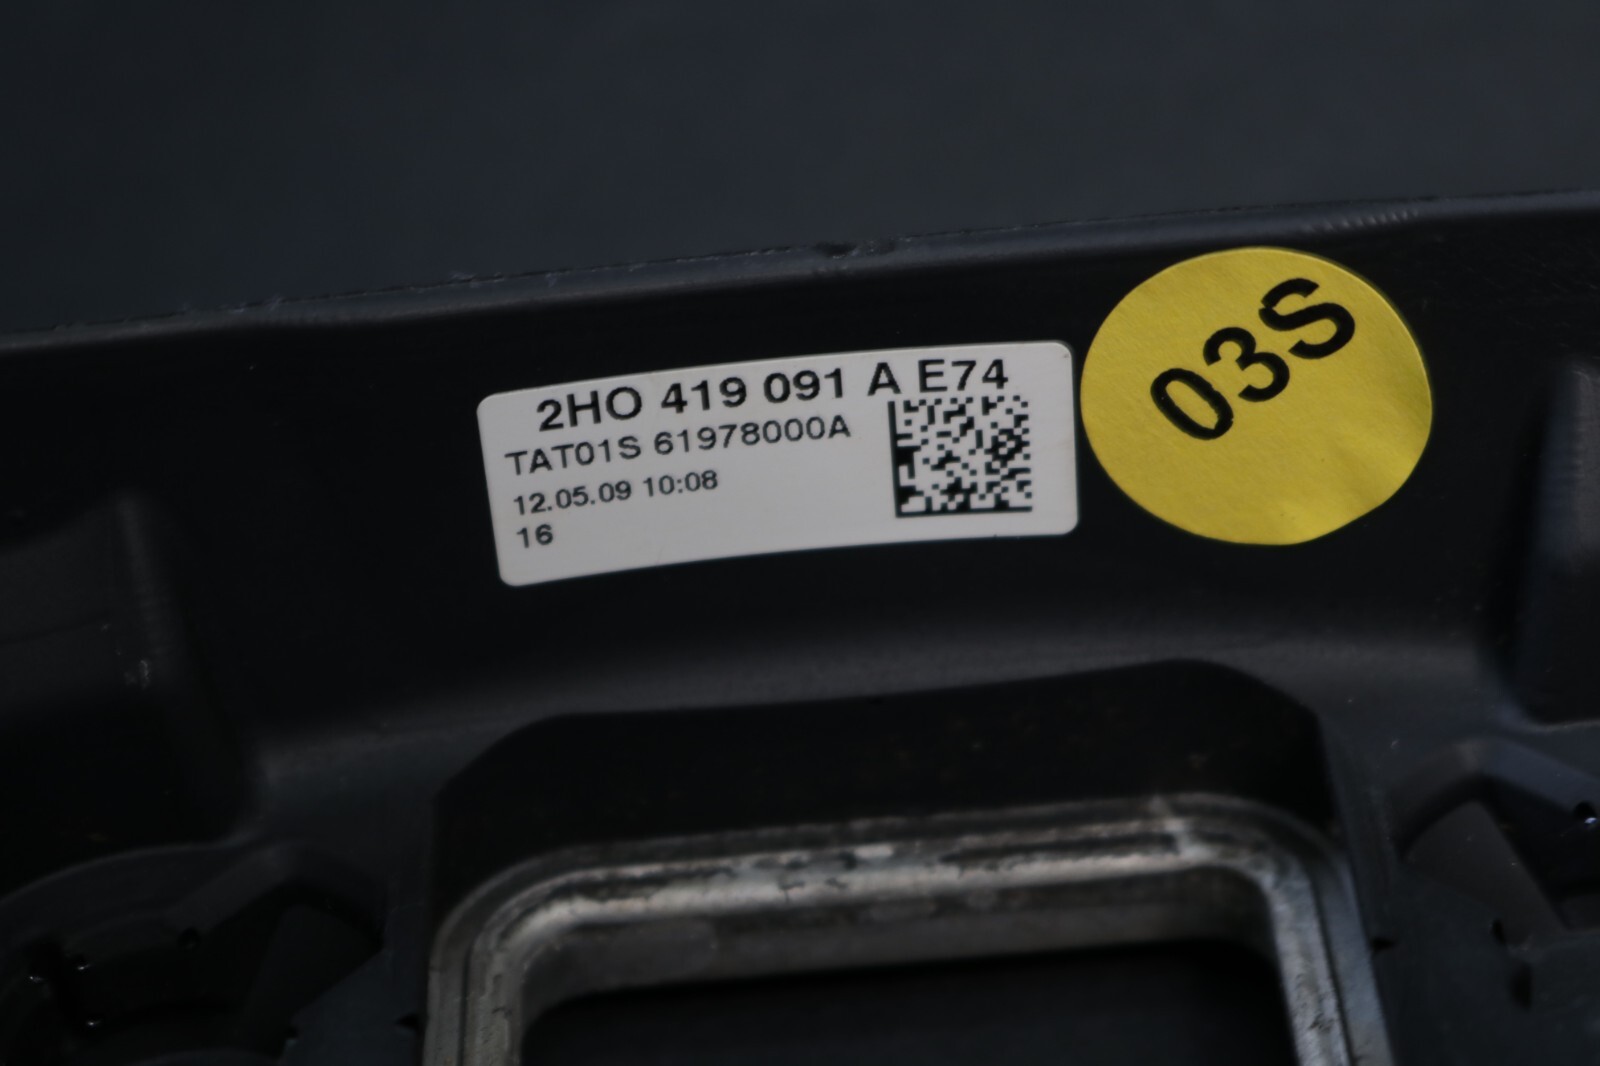 2HO 419 091 A E74
TAT01S 61978000A
12.05.09 10:08
16
03S